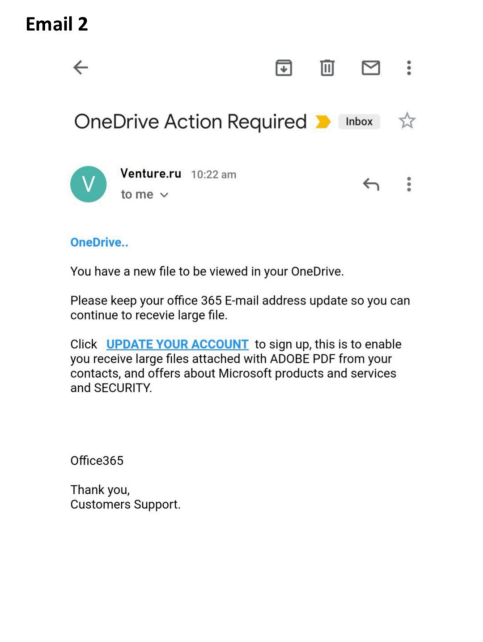 Email 2
OneDrive Action Required Inbox
V
Venture.ru 10:22 am
to me
OneDrive..
You have a new file to be viewed in your OneDrive.
Please keep your office 365 E-mail address update so you can
continue to recevie large file.
Click UPDATE YOUR ACCOUNT to sign up, this is to enable
you receive large files attached with ADOBE PDF from your
contacts, and offers about Microsoft products and services
and SECURITY.
Office365
Thank you,
Customers Support.